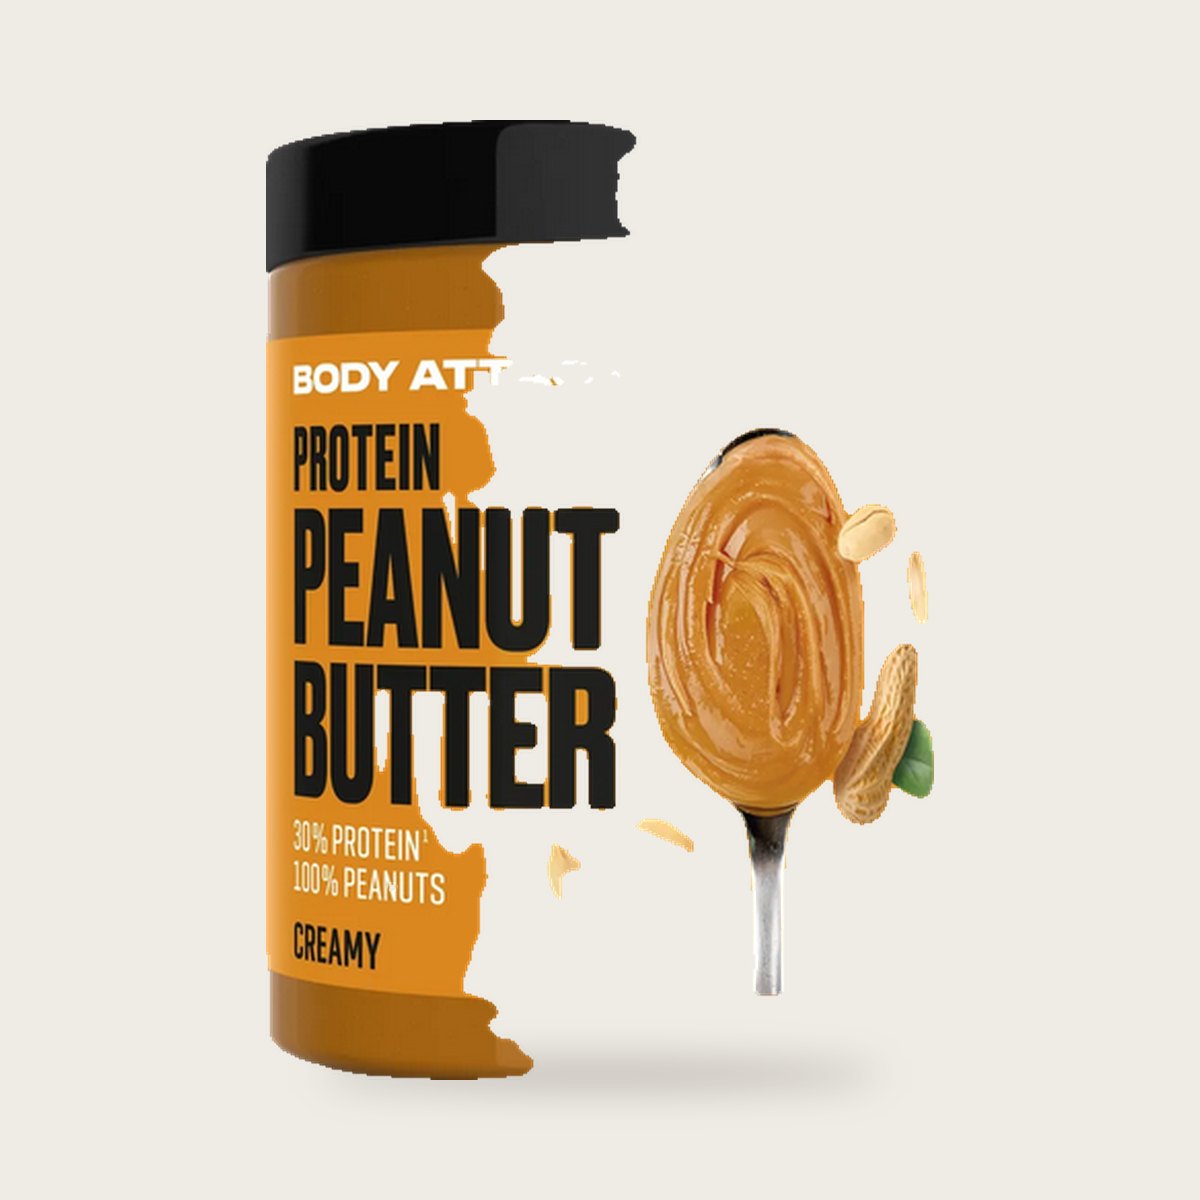 BODY ATT
PROTEIN
PEANUT
BUTTER
30% PROTEIN¹
100% PEANUTS
CREAMY